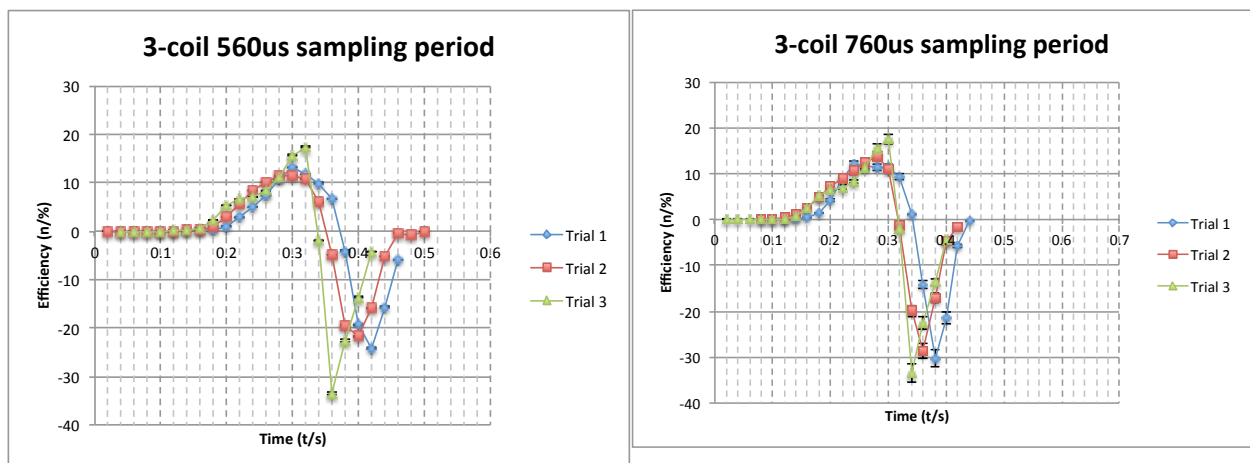 3-coil 560us sampling period
30
20
10
0
-10
-20
-30
-40
0 0.1 0.2 0.3 0.4 0.5 0.6
Efficiency (n/%)
Time (t/s)
Trial 1
Trial 2
Trial 3
3-coil 760us sampling period
30
20
10
0
-10
-20
-30
-40
0 0.1 0.2 0.3 0.4 0.5 0.6 0.7
Efficiency (n/%)
Time (t/s)
Trial 1
Trial 2
Trial 3